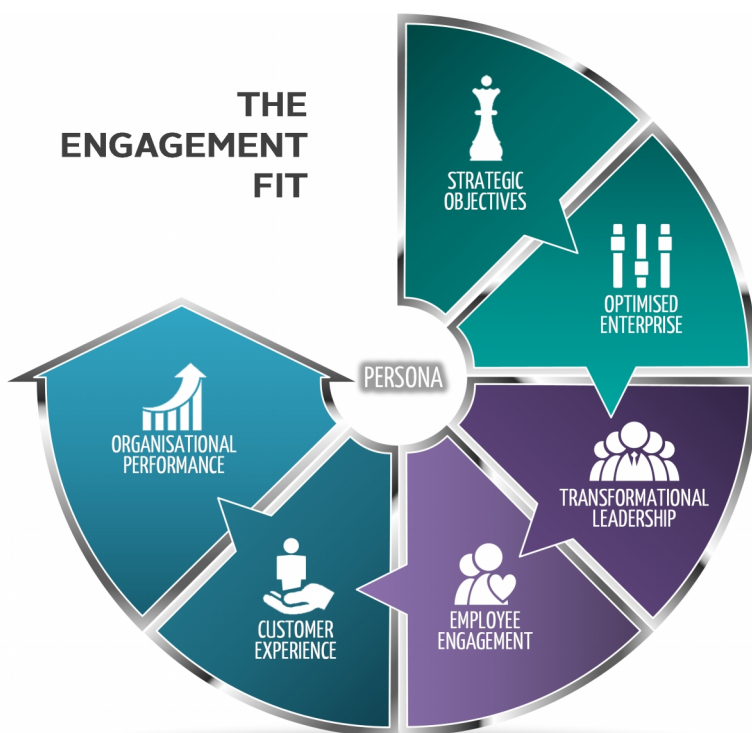 THE
ENGAGEMENT
FIT
STRATEGIC
OBJECTIVES
OPTIMISED
ENTERPRISE
TRANSFORMATIONAL
LEADERSHIP
EMPLOYEE
ENGAGEMENT
CUSTOMER
EXPERIENCE
ORGANISATIONAL
PERFORMANCE
PERSONA